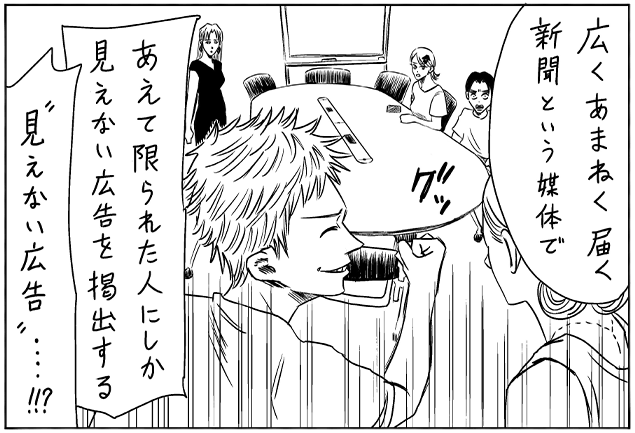 広くあまねく届く
新聞という媒体で
グッ
あえて限られた人にしか
見えない広告を掲出する
“見えない広告”....!!?